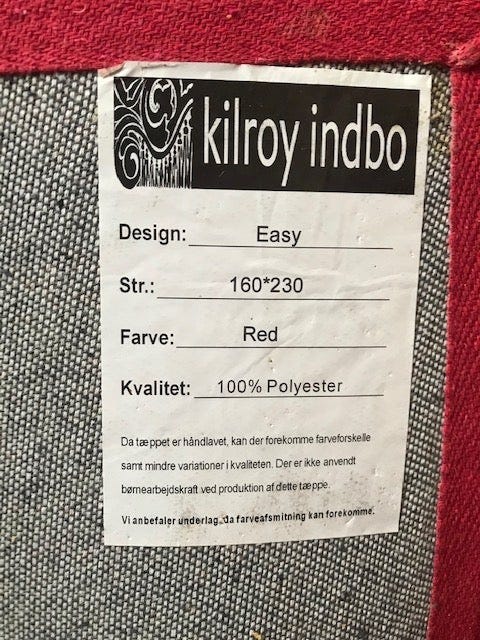 kilroy indbo
Design: Easy
Str.: 160*230
Farve: Red
Kvalitet: 100% Polyester
Da tæppet er håndlavet, kan der forekomme farveforskelle
samt mindre variationer i kvaliteten. Der er ikke anvendt
børnearbejdskraft ved produktion af dette tæppe.
Vi anbefaler underlag, da farveafsmitning kan forekomme.